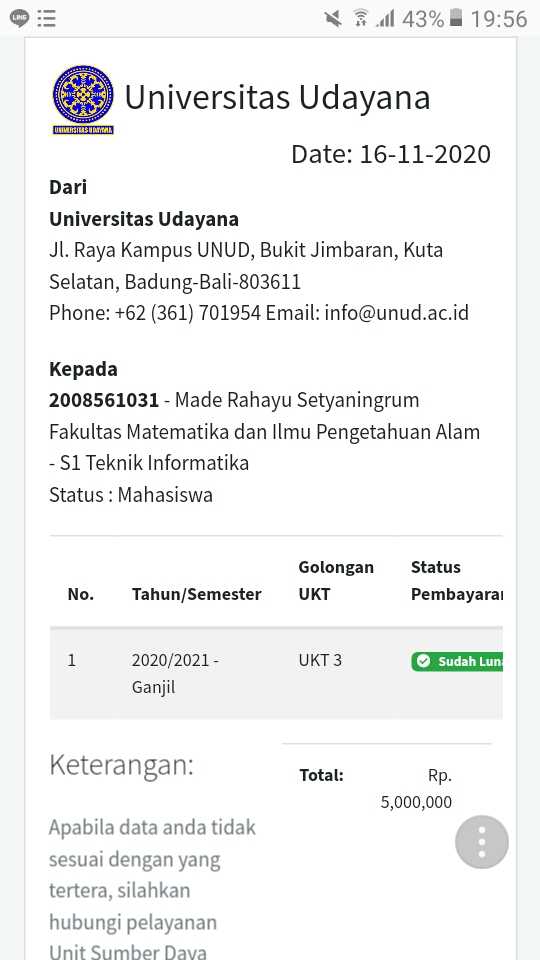 LINE
43% 19:56
UNIVERSITAS UDAYANA
Universitas Udayana
Date: 16-11-2020
Dari
Universitas Udayana
Jl. Raya Kampus UNUD, Bukit Jimbaran, Kuta
Selatan, Badung-Bali-803611
Phone: +62 (361) 701954 Email: info@unud.ac.id
Kepada
2008561031 - Made Rahayu Setyaningrum
Fakultas Matematika dan Ilmu Pengetahuan Alam
- S1 Teknik Informatika
Status : Mahasiswa
Golongan Status
No. Tahun/Semester UKT Pembayaran
1 2020/2021 - UKT 3 Sudah Luna
Ganjil
Keterangan:
Total: Rp.
5,000,000
Apabila data anda tidak
sesuai dengan yang
tertera, silahkan
hubungi pelayanan
Unit Sumber Daya